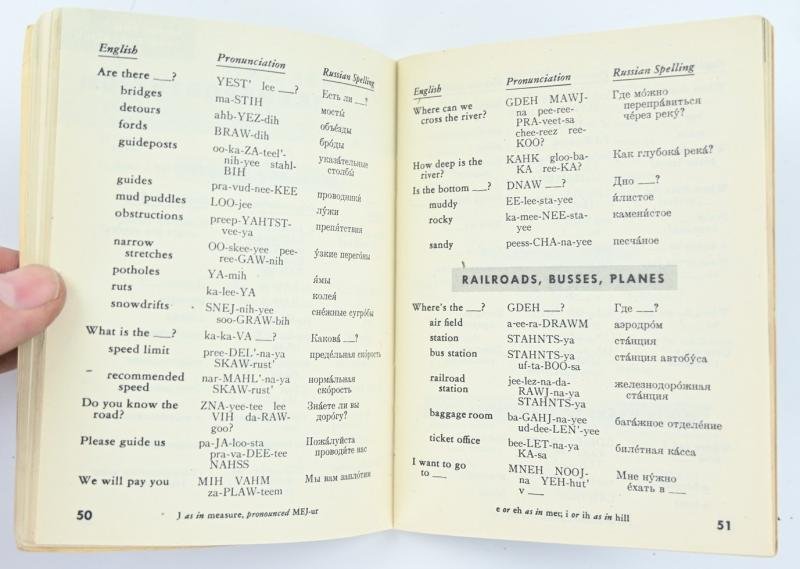 English Pronunciation Russian Spelling
Are there ___? YEST' lee ___? Есть ли ___?
bridges ma-STIH мосты́
detours ahb-YEZ-dih объе́зды
fords BRAW-dih бро́ды
guideposts oo-ka-ZA-teel'-
nih-yee stahl- указа́тельные
BIH столбы́
guides pra-vud-nee-KEE проводники́
mud puddles LOO-jee лу́жи
obstructions preep-YAHTST- препя́тствия
vee-ya
narrow OO-skee-yee pee- у́зкие перего́ны
stretches ree-GAW-nih
potholes YA-mih я́мы
ruts ka-lee-YA колея́
snowdrifts SNEJ-nih-yee сне́жные сугро́бы
soo-GRAW-bih
What is the ___? ka-ka-VA ___? Какова́ ___?
speed limit pree-DEL'-na-ya преде́льная ско́рость
SKAW-rust'
recommended nar-MAHL'-na-ya норма́льная
speed SKAW-rust' ско́рость
Do you know the ZNA-yee-tee lee Зна́ете ли вы
road? VIH da-RAW- доро́гу?
goo?
Please guide us pa-JA-loo-sta Пожа́луйста
pra-va-DEE-tee проводи́те нас
NAHSS
We will pay you MIH VAHM Мы вам запло́тим
za-PLAW-teem
50 J as in measure, pronounced MEJ-ur
English Pronunciation Russian Spelling
Where can we GDEH MAWJ- Где мо́жно
cross the river? na pee-ree- перепра́виться
PRA-veet-sa че́рез реку́?
chee-reez ree-
KOO?
How deep is the KAHK gloo-ba- Как глубока́ река́?
river? KA ree-KA?
Is the bottom ___? DNAW ___? Дно ___?
muddy EE-lee-sta-yee и́листое
rocky ka-mee-NEE-sta- камени́стое
yee
sandy peess-CHA-na-yee песча́ное
RAILROADS, BUSSES, PLANES
Where's the ___? GDEH ___? Где ___?
air field a-ee-ra-DRAWM аэродро́м
station STAHNTS-ya ста́нция
bus station STAHNTS-ya ста́нция авто́буса
uf-ta-BOO-sa
railroad jee-lez-na-da- железнодоро́жная
station RAWJ-na-ya ста́нция
STAHNTS-ya
baggage room ba-GAHJ-na-yee бага́жное отделе́ние
ud-dee-LEN'-yee
ticket office bee-LET-na-ya биле́тная ка́сса
KA-sa
I want to go MNEH NOOJ- Мне ну́жно
to ___ na YEH-hut' е́хать в ___
v ___
e or eh as in met; i or ih as in hill 51